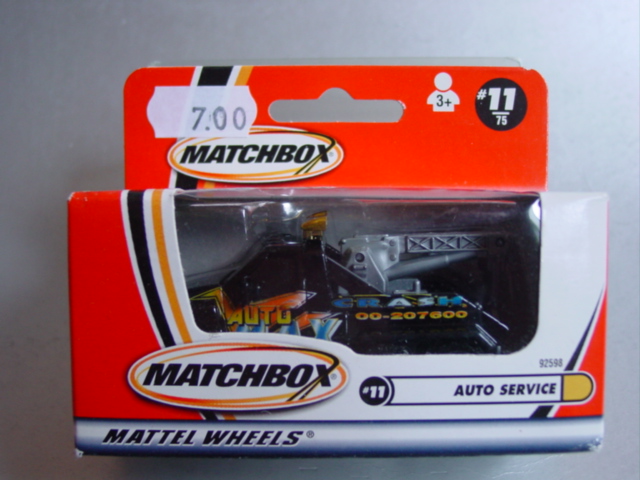 7.00
3+
#11
75
MATCHBOX
AUTO
CRASH
00-207600
92598
MATCHBOX®
#11
AUTO SERVICE
MATTEL WHEELS®